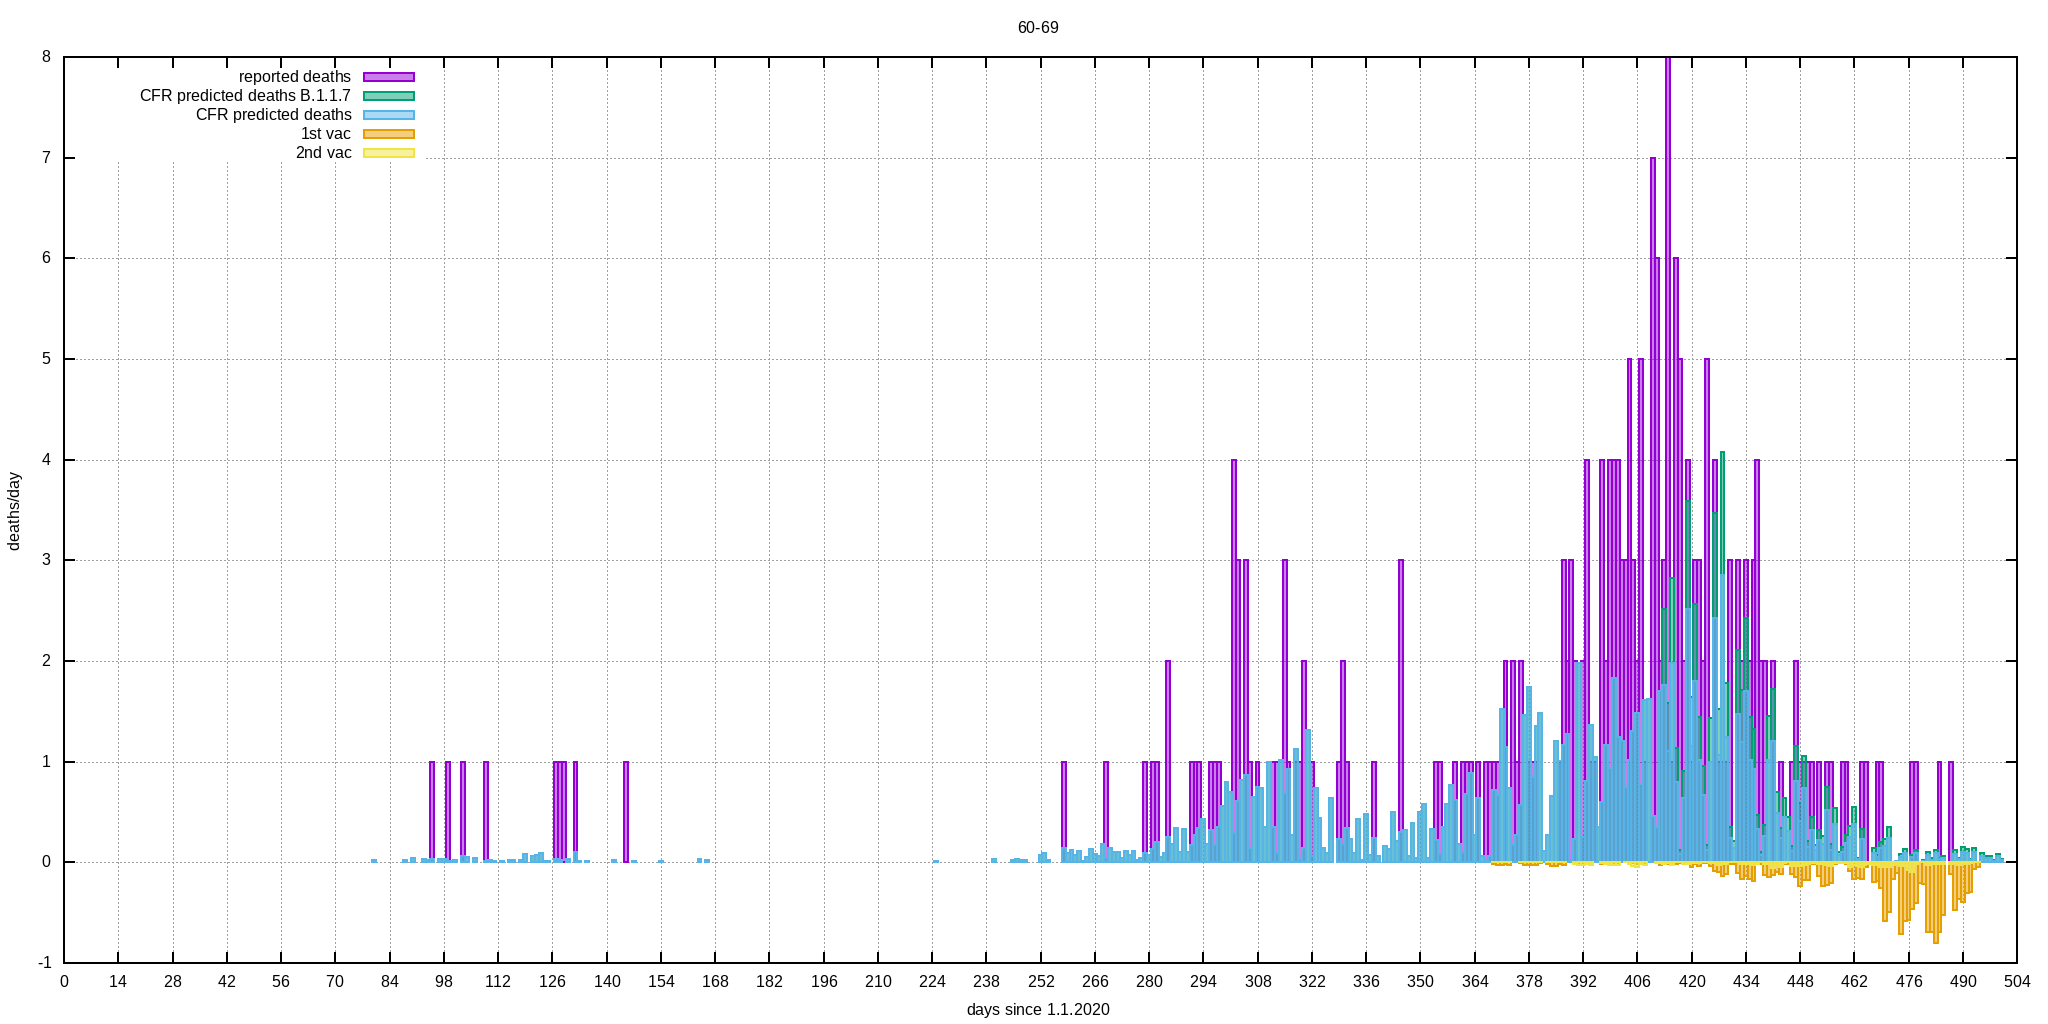 60-69
8
7
6
5
4
3
2
1
0
-1
deaths/day
reported deaths
CFR predicted deaths B.1.1.7
CFR predicted deaths
1st vac
2nd vac
0 14 28 42 56 70 84 98 112 126 140 154 168 182 196 210 224 238 252 266 280 294 308 322 336 350 364 378 392 406 420 434 448 462 476 490 504
days since 1.1.2020